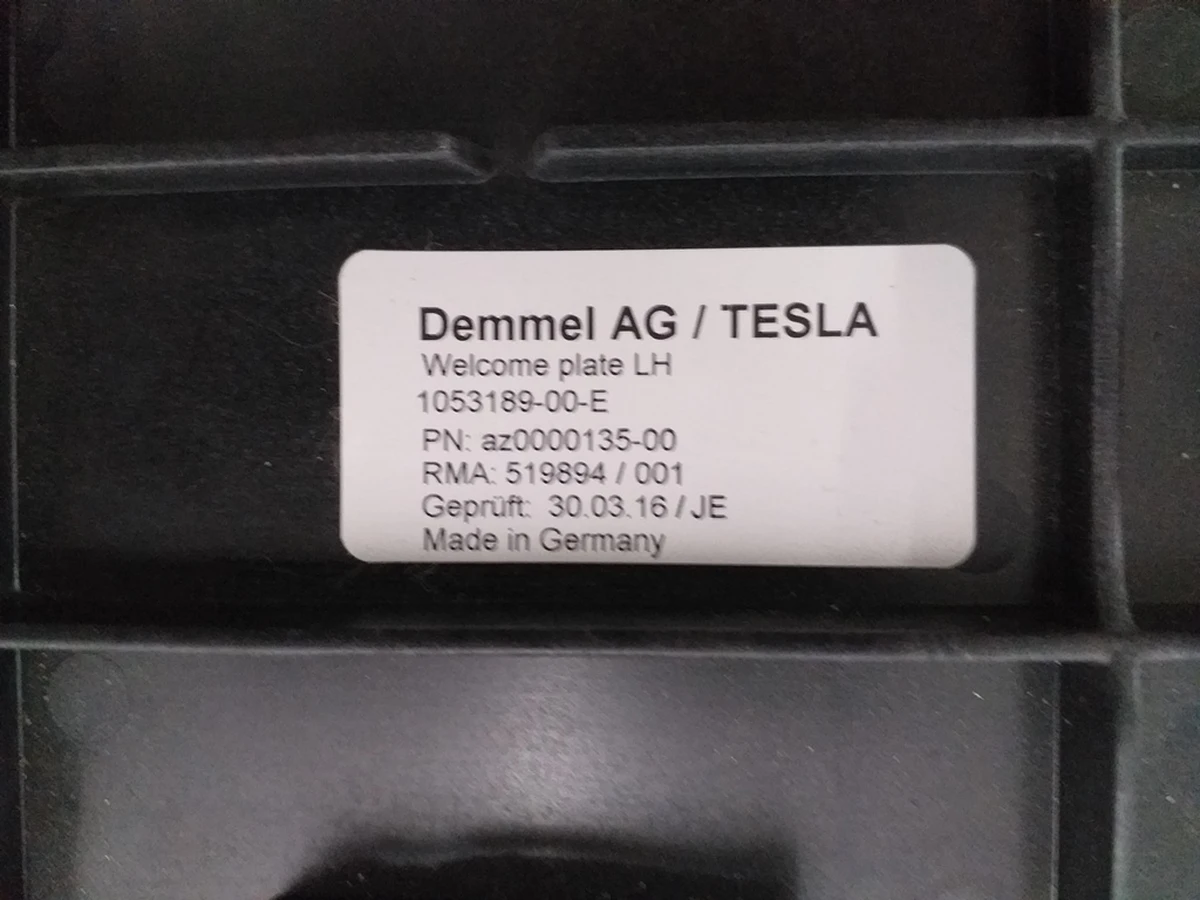 Demmel AG / TESLA
Welcome plate LH
1053189-00-E
PN: az0000135-00
RMA: 519894 / 001
Geprüft: 30.03.16 / JE
Made in Germany